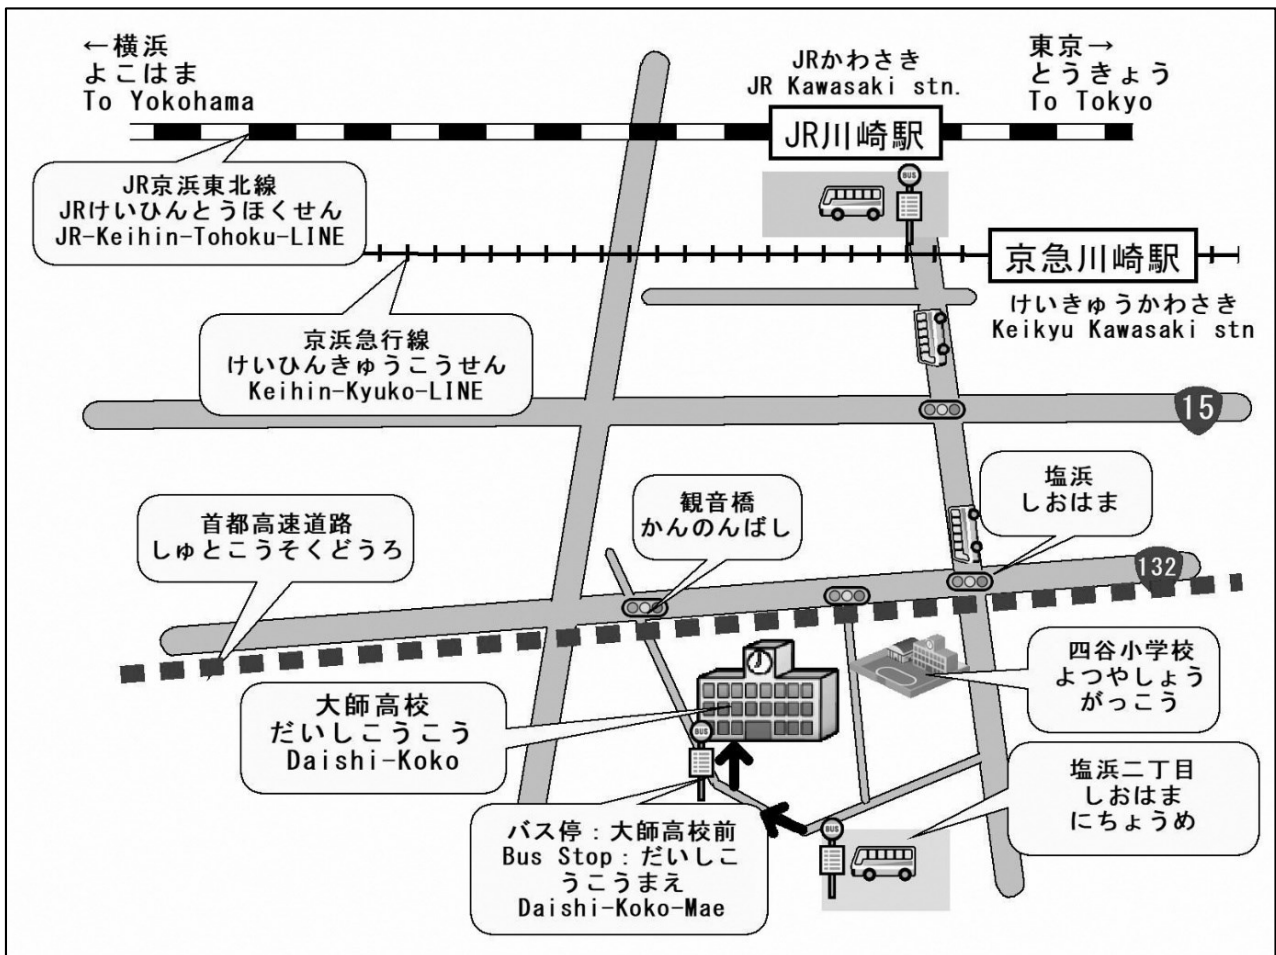 ←横浜
よこはま
To Yokohama
JRかわさき
JR Kawasaki stn.
東京→
とうきょう
To Tokyo
JR川崎駅
BUS
JR京浜東北線
JRけいひんとうほくせん
JR-Keihin-Tohoku-LINE
京急川崎駅
けいきゅうかわさき
Keikyu Kawasaki stn
京浜急行線
けいひんきゅうこうせん
Keihin-Kyuko-LINE
15
塩浜
しおはま
観音橋
かんのんばし
首都高速道路
しゅとこうそくどうろ
132
四谷小学校
よつやしょう
がっこう
大師高校
だいしこうこう
Daishi-Koko
BUS
塩浜二丁目
しおはま
にちょうめ
バス停：大師高校前
Bus Stop：だいしこ
うこうまえ
Daishi-Koko-Mae
BUS